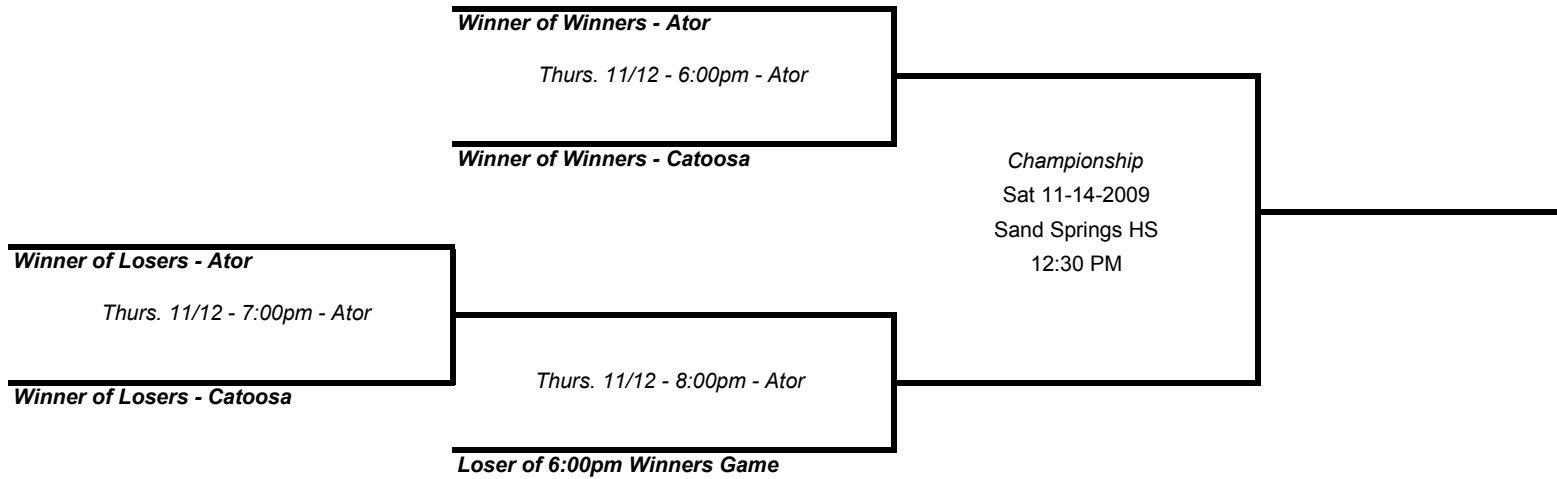 Winner of Winners - Ator
Thurs. 11/12 - 6:00pm - Ator
Winner of Winners - Catoosa
Championship
Sat 11-14-2009
Sand Springs HS
12:30 PM
Winner of Losers - Ator
Thurs. 11/12 - 7:00pm - Ator
Winner of Losers - Catoosa
Thurs. 11/12 - 8:00pm - Ator
Loser of 6:00pm Winners Game